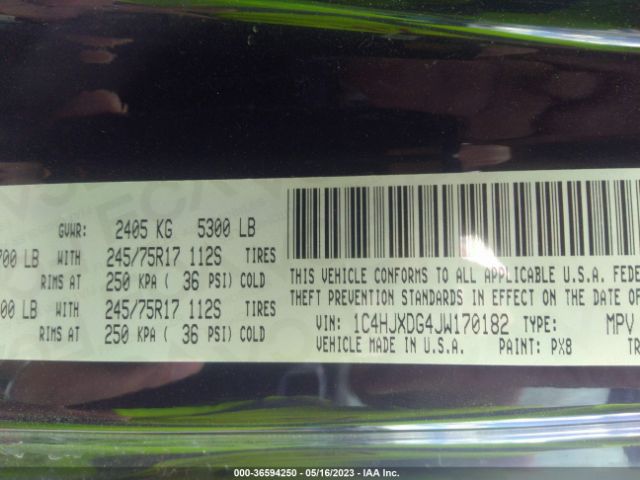 GVWR: 2405 KG 5300 LB
700 LB WITH 245/75R17 112S TIRES
RIMS AT 250 KPA ( 36 PSI) COLD
00 LB WITH 245/75R17 112S TIRES
RIMS AT 250 KPA ( 36 PSI) COLD
THIS VEHICLE CONFORMS TO ALL APPLICABLE U.S.A. FEDE
THEFT PREVENTION STANDARDS IN EFFECT ON THE DATE OF
VIN: 1C4HJXDG4JW170182 TYPE: MPV
VEHICLE MADE IN U.S.A. PAINT: PX8 TR
000-36594250 - 05/16/2023 - IAA Inc.